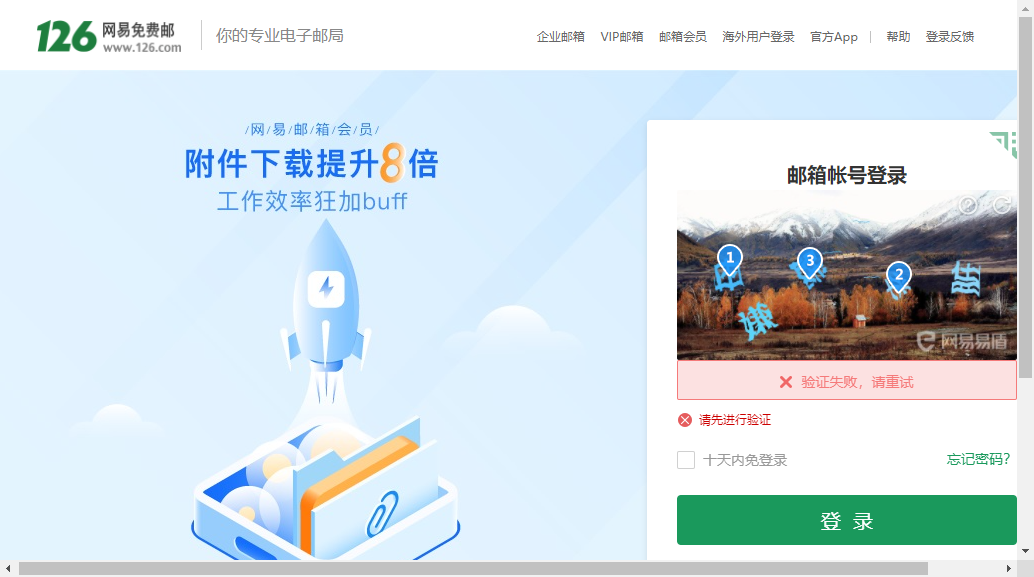 126 网易免费邮
www.126.com
你的专业电子邮局
企业邮箱 VIP邮箱 邮箱会员 海外用户登录 官方App | 帮助 登录反馈
/网/易/邮/箱/会/员/
附件下载提升8倍
工作效率狂加buff
邮箱帐号登录
1 3 2
嫌
网易易盾
验证失败，请重试
请先进行验证
十天内免登录 忘记密码?
登 录